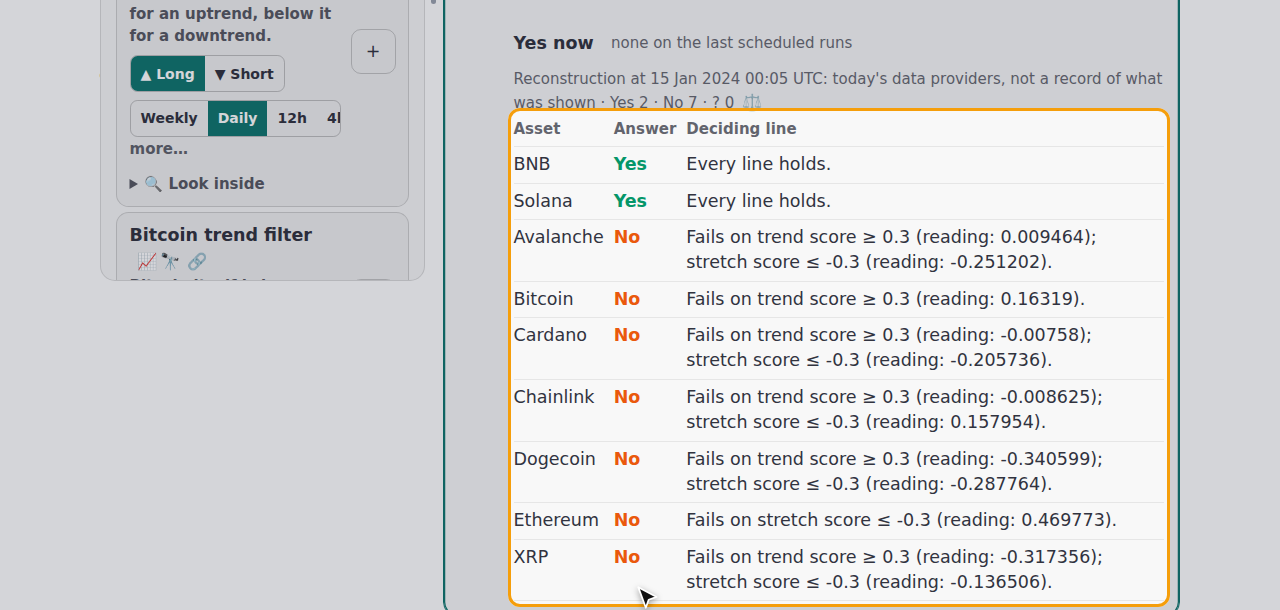 for an uptrend, below it
for a downtrend.
+
▲ Long ▼ Short
Weekly Daily 12h
more…
▶ 🔍 Look inside
Bitcoin trend filter
📈 🔭 🔗
Yes now none on the last scheduled runs
Reconstruction at 15 Jan 2024 00:05 UTC: today's data providers, not a record of what
was shown · Yes 2 · No 7 · ? 0 ⚖️
Asset Answer Deciding line
BNB Yes Every line holds.
Solana Yes Every line holds.
Avalanche No Fails on trend score ≥ 0.3 (reading: 0.009464);
stretch score ≤ -0.3 (reading: -0.251202).
Bitcoin No Fails on trend score ≥ 0.3 (reading: 0.16319).
Cardano No Fails on trend score ≥ 0.3 (reading: -0.00758);
stretch score ≤ -0.3 (reading: -0.205736).
Chainlink No Fails on trend score ≥ 0.3 (reading: -0.008625);
stretch score ≤ -0.3 (reading: 0.157954).
Dogecoin No Fails on trend score ≥ 0.3 (reading: -0.340599);
stretch score ≤ -0.3 (reading: -0.287764).
Ethereum No Fails on stretch score ≤ -0.3 (reading: 0.469773).
XRP No Fails on trend score ≥ 0.3 (reading: -0.317356);
stretch score ≤ -0.3 (reading: -0.136506).